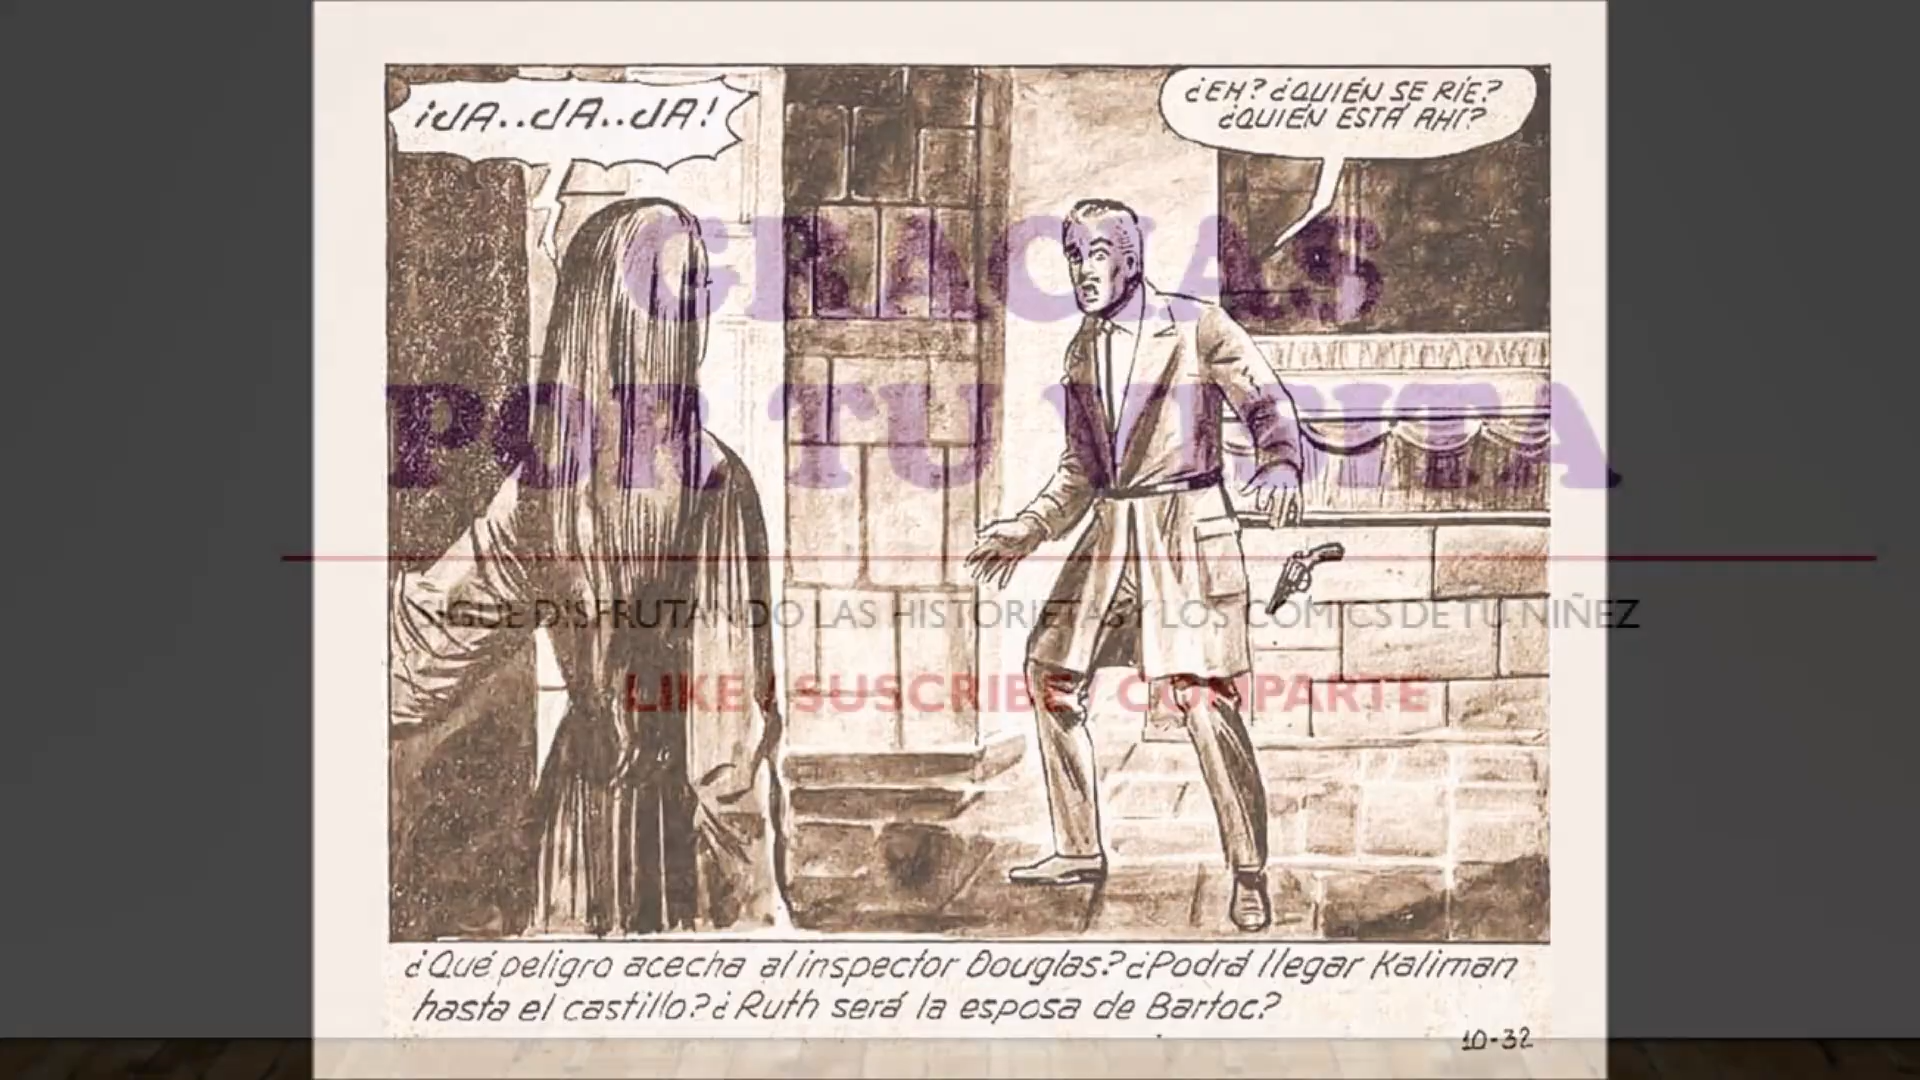 ¡JA..JA..JA!
¿EH? ¿QUIÉN SE RÍE?
¿QUIÉN ESTÁ AHÍ?
GRACIAS
POR TU VISITA
SIGUE DISFRUTANDO LAS HISTORIETAS Y LOS COMICS DE TU NIÑEZ
LIKE / SUSCRIBE / COMPARTE
¿Qué peligro acecha al inspector Douglas? ¿Podrá llegar Kaliman
hasta el castillo? ¿Ruth será la esposa de Bartoc?
10-32